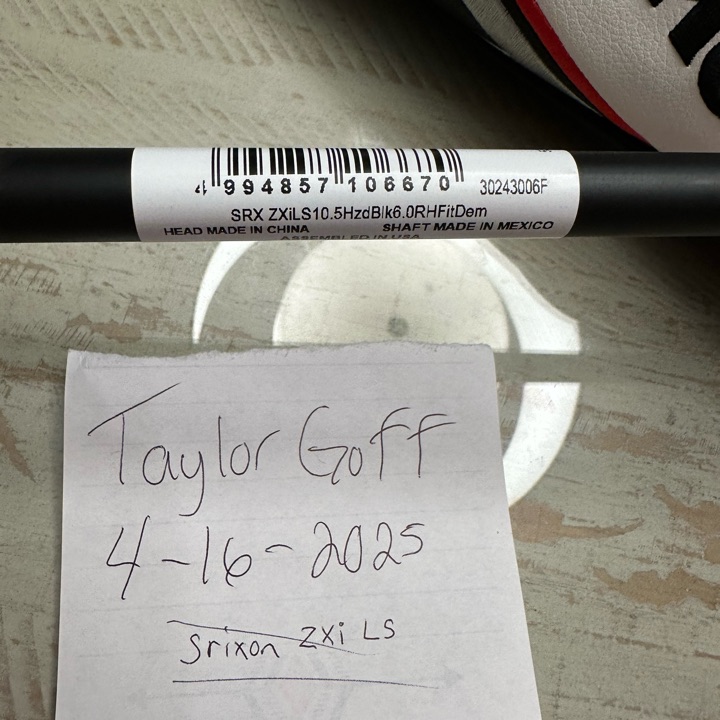 4 994857 106670 30243006F
SRX ZXiLS10.5HzdBlk6.0RHFitDem
HEAD MADE IN CHINA SHAFT MADE IN MEXICO
ASSEMBLED IN USA
Taylor Goff
4-16-2025
Srixon ZXi LS